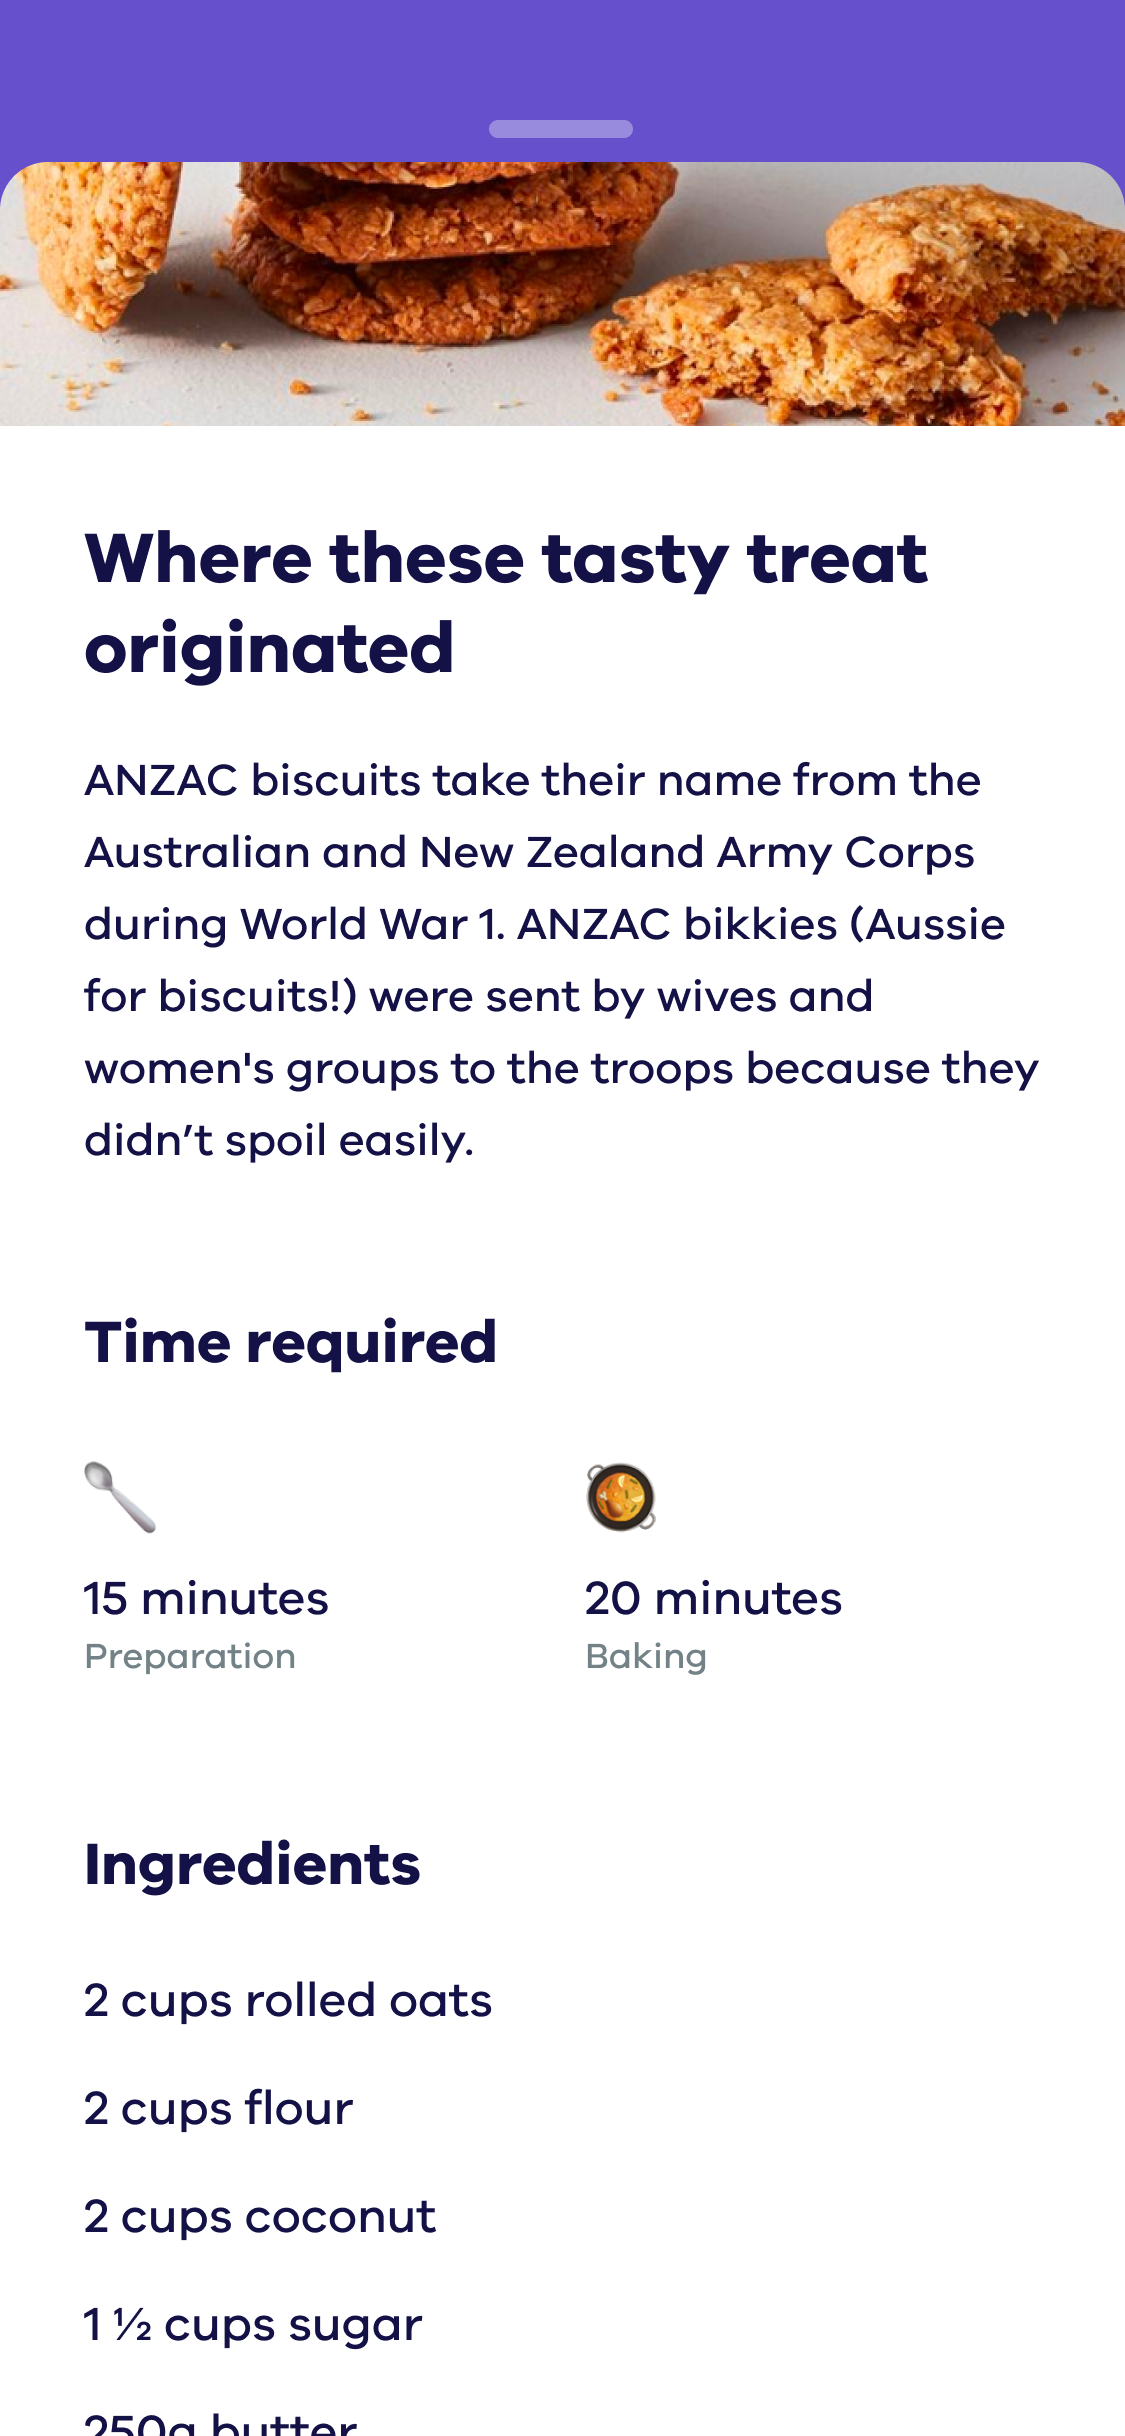 Where these tasty treat
originated
ANZAC biscuits take their name from the
Australian and New Zealand Army Corps
during World War 1. ANZAC bikkies (Aussie
for biscuits!) were sent by wives and
women's groups to the troops because they
didn’t spoil easily.
Time required
15 minutes
Preparation
20 minutes
Baking
Ingredients
2 cups rolled oats
2 cups flour
2 cups coconut
1 ½ cups sugar
250g butter